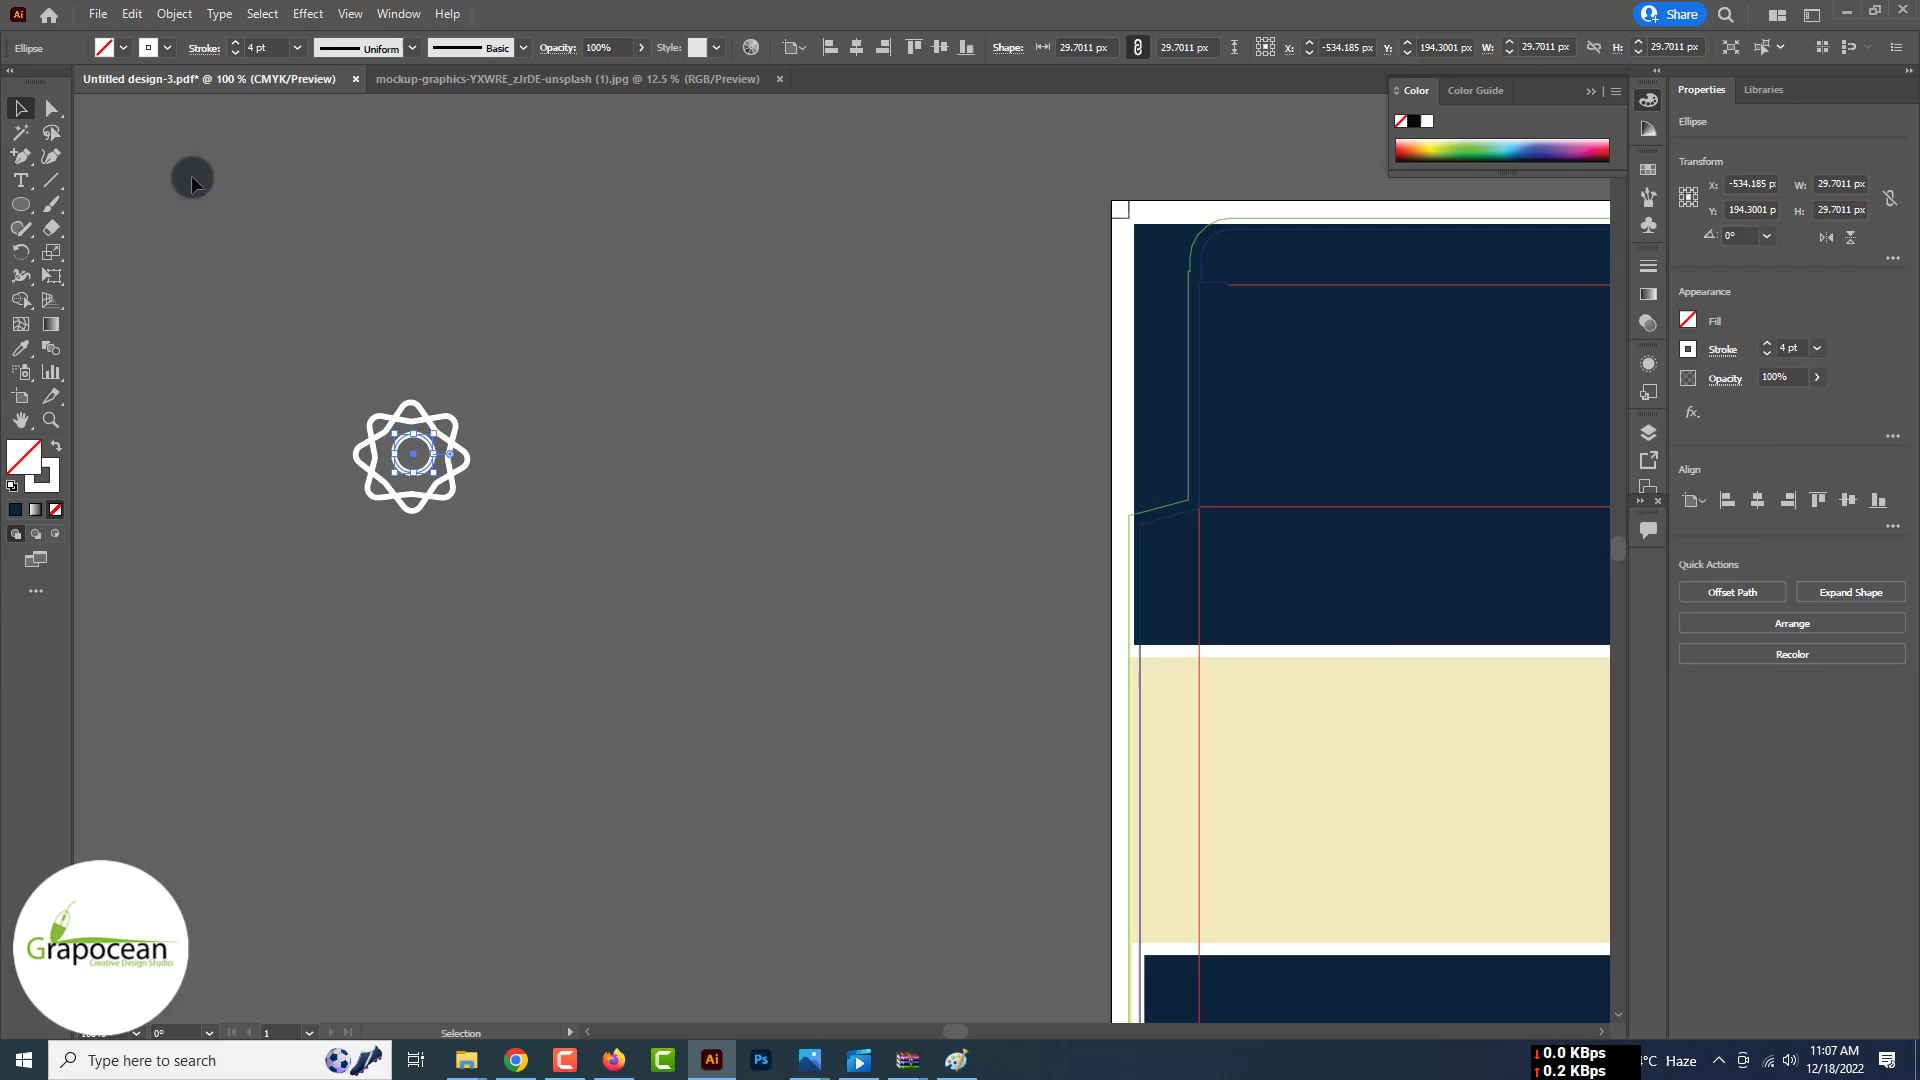 Ai File Edit Object Type Select Effect View Window Help Share
Ellipse Stroke: 4 pt Uniform Basic Opacity: 100% Style: Shape: 29.7011 px 29.7011 px X: -534.185 px Y: 194.3001 px W: 29.7011 px H: 29.7011 px
Untitled design-3.pdf* @ 100 % (CMYK/Preview) × mockup-graphics-YXWRE_zJrDE-unsplash (1).jpg @ 12.5 % (RGB/Preview) ×
Color Color Guide
Properties Libraries
Ellipse
Transform
X: -534.185 p W: 29.7011 px
Y: 194.3001 p H: 29.7011 px
0°
Appearance
Fill
Stroke 4 pt
Opacity 100%
fx.
Align
Quick Actions
Offset Path Expand Shape
Arrange
Recolor
Grapocean
Creative Design Studio
0° 1 Selection
Type here to search
Ai Ps
0.0 KBps
0.2 KBps
°C Haze
11:07 AM
12/18/2022